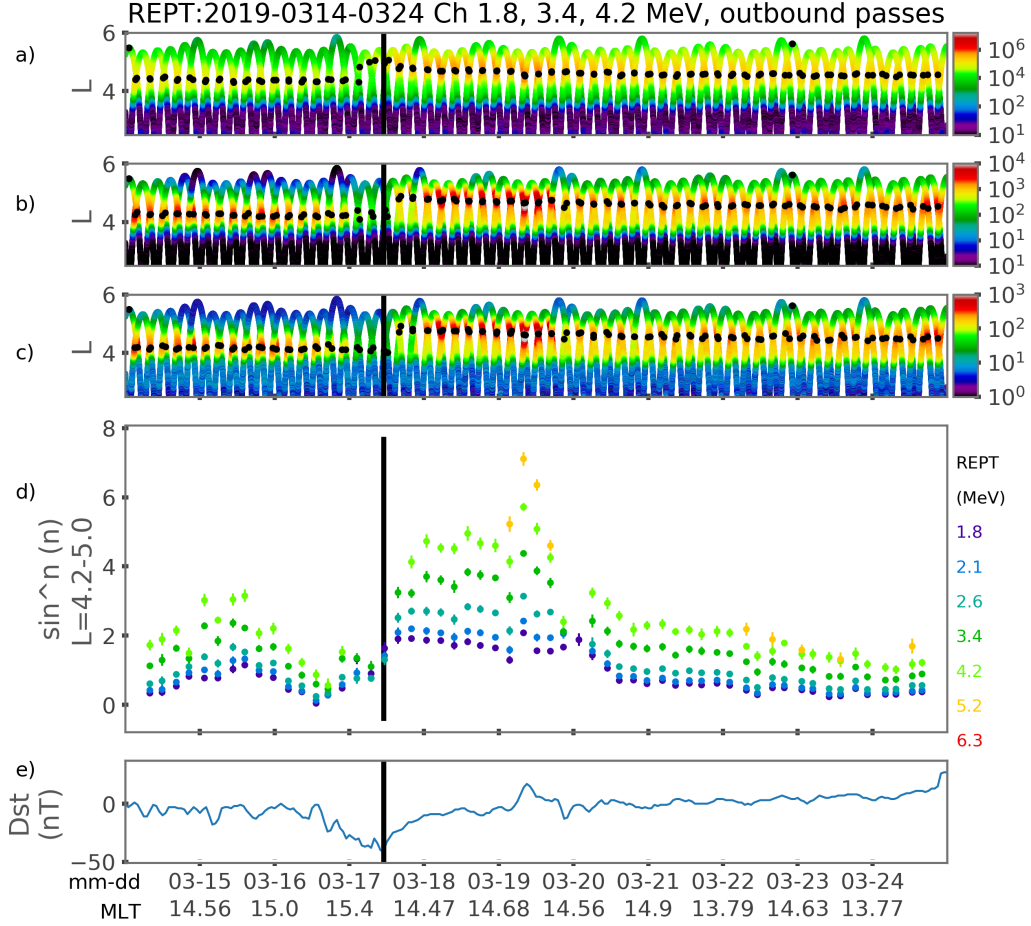 REPT:2019-0314-0324 Ch 1.8, 3.4, 4.2 MeV, outbound passes
a)
L
6
4
10^6
10^4
10^2
10^1
b)
L
6
4
10^4
10^3
10^2
10^1
10^1
c)
L
6
4
10^3
10^2
10^1
10^0
d)
sin^n (n)
L=4.2-5.0
8
6
4
2
0
REPT
(MeV)
1.8
2.1
2.6
3.4
4.2
5.2
6.3
e)
Dst
(nT)
0
−50
mm-dd 03-15 03-16 03-17 03-18 03-19 03-20 03-21 03-22 03-23 03-24
MLT 14.56 15.0 15.4 14.47 14.68 14.56 14.9 13.79 14.63 13.77